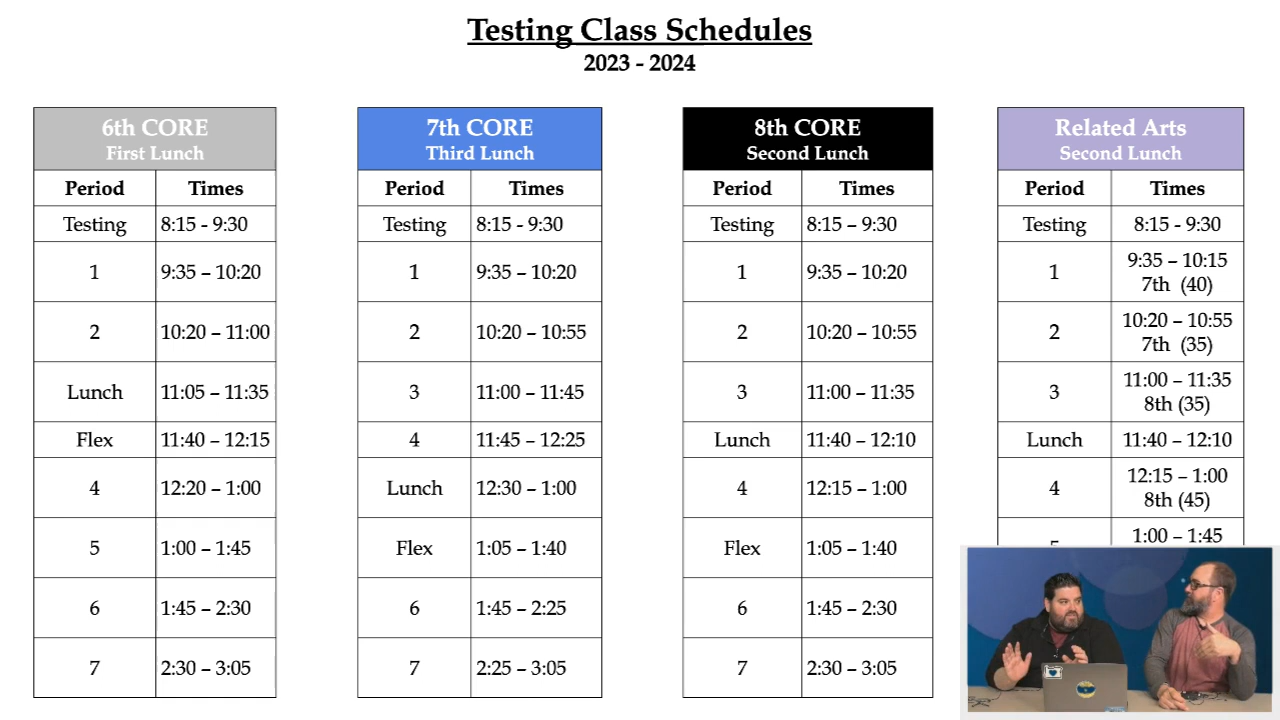 Testing Class Schedules
2023 - 2024
6th CORE
First Lunch
Period Times
Testing 8:15 - 9:30
1 9:35 – 10:20
2 10:20 – 11:00
Lunch 11:05 – 11:35
Flex 11:40 – 12:15
4 12:20 – 1:00
5 1:00 – 1:45
6 1:45 – 2:30
7 2:30 – 3:05
7th CORE
Third Lunch
Period Times
Testing 8:15 - 9:30
1 9:35 – 10:20
2 10:20 – 10:55
3 11:00 – 11:45
4 11:45 – 12:25
Lunch 12:30 – 1:00
Flex 1:05 – 1:40
6 1:45 – 2:25
7 2:25 – 3:05
8th CORE
Second Lunch
Period Times
Testing 8:15 – 9:30
1 9:35 – 10:20
2 10:20 – 10:55
3 11:00 – 11:35
Lunch 11:40 – 12:10
4 12:15 – 1:00
Flex 1:05 – 1:40
6 1:45 – 2:30
7 2:30 – 3:05
Related Arts
Second Lunch
Period Times
Testing 8:15 - 9:30
1 9:35 – 10:15
7th (40)
2 10:20 – 10:55
7th (35)
3 11:00 – 11:35
8th (35)
Lunch 11:40 – 12:10
4 12:15 – 1:00
8th (45)
1:00 – 1:45